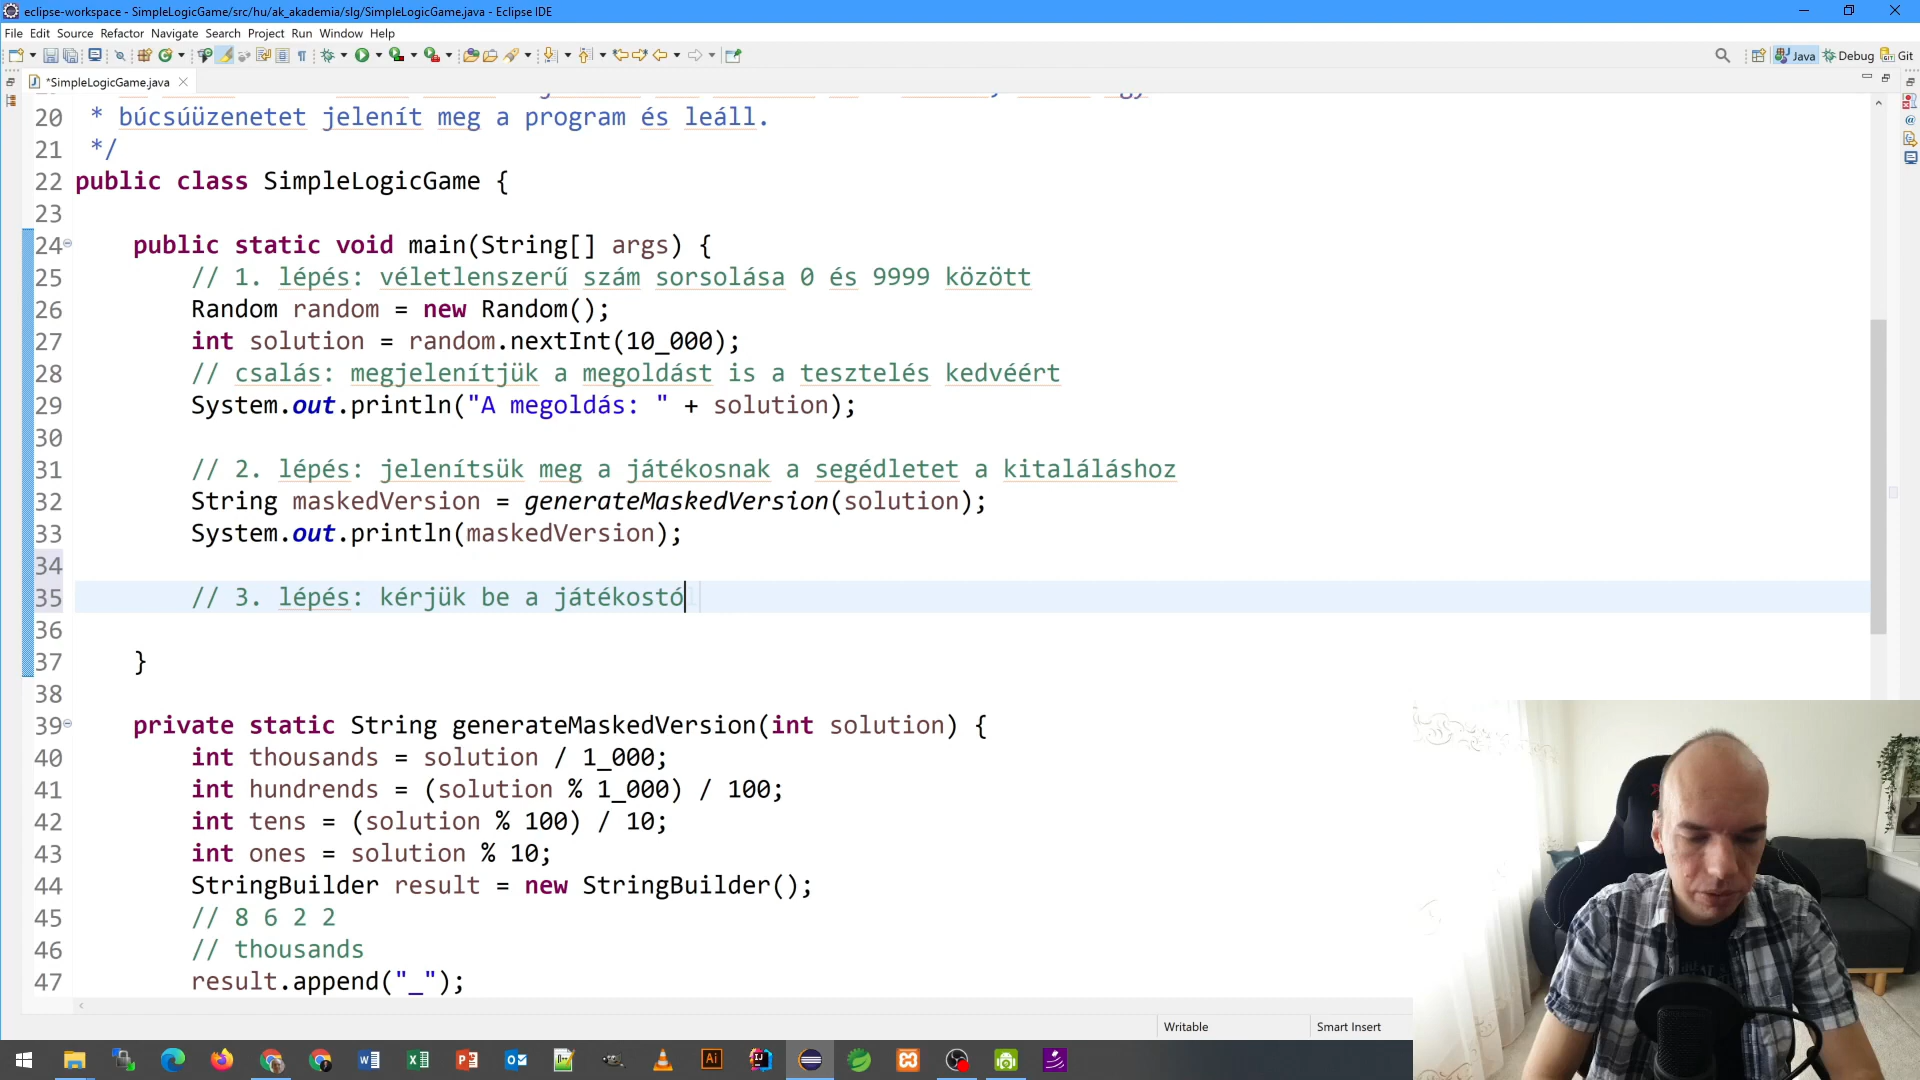 eclipse-workspace - SimpleLogicGame/src/hu/ak_akademia/slg/SimpleLogicGame.java - Eclipse IDE
File Edit Source Refactor Navigate Search Project Run Window Help
Java Debug Git
*SimpleLogicGame.java
20 * búcsúüzenetet jelenít meg a program és leáll.
21 */
22 public class SimpleLogicGame {
23
24 public static void main(String[] args) {
25 // 1. lépés: véletlenszerű szám sorsolása 0 és 9999 között
26 Random random = new Random();
27 int solution = random.nextInt(10_000);
28 // csalás: megjelenítjük a megoldást is a tesztelés kedvéért
29 System.out.println("A megoldás: " + solution);
30
31 // 2. lépés: jelenítsük meg a játékosnak a segédletet a kitaláláshoz
32 String maskedVersion = generateMaskedVersion(solution);
33 System.out.println(maskedVersion);
34
35 // 3. lépés: kérjük be a játékostó
36
37 }
38
39 private static String generateMaskedVersion(int solution) {
40 int thousands = solution / 1_000;
41 int hundrends = (solution % 1_000) / 100;
42 int tens = (solution % 100) / 10;
43 int ones = solution % 10;
44 StringBuilder result = new StringBuilder();
45 // 8 6 2 2
46 // thousands
47 result.append("_");
Writable Smart Insert